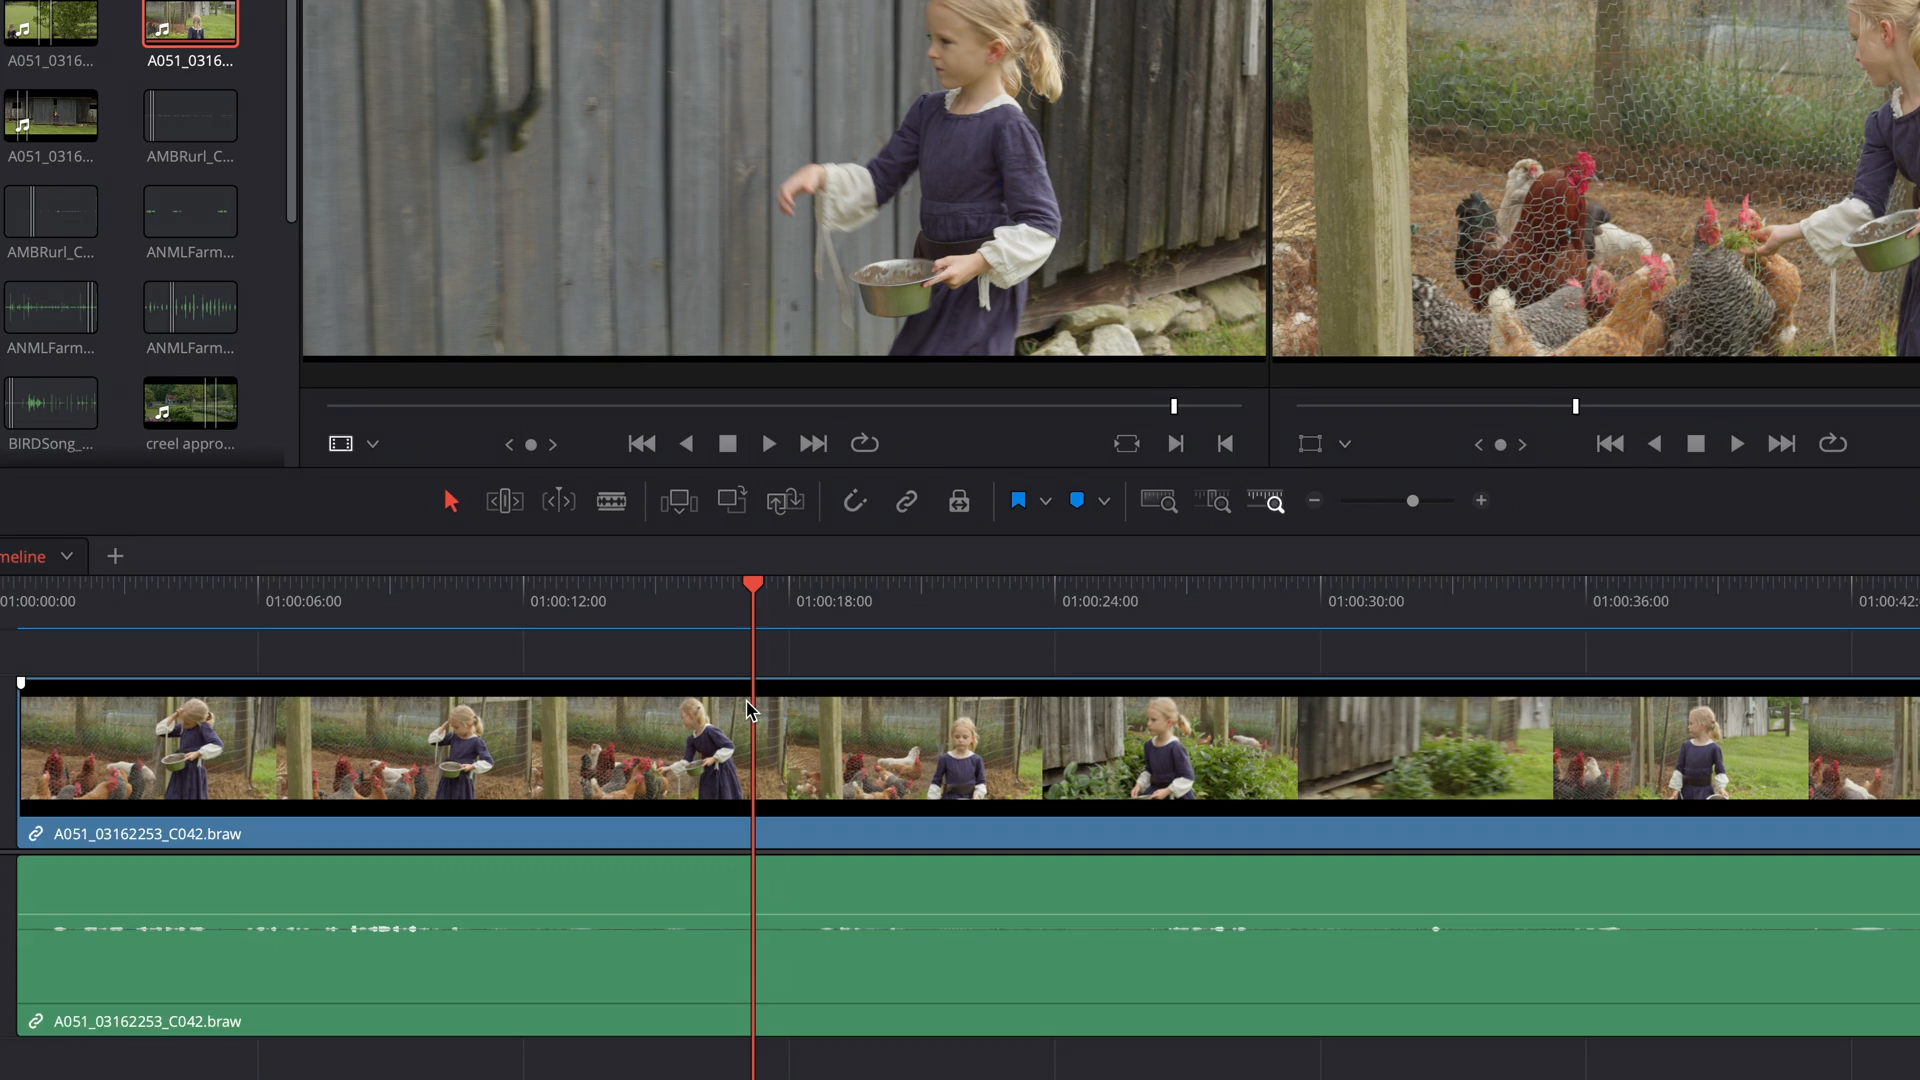 A051_0316...
A051_0316...
A051_0316...
AMBRurl_C...
AMBRurl_C...
ANMLFarm...
ANMLFarm...
ANMLFarm...
BIRDSong_...
creel appro...
meline
01:00:00:00
01:00:06:00
01:00:12:00
01:00:18:00
01:00:24:00
01:00:30:00
01:00:36:00
01:00:42:
A051_03162253_C042.braw
A051_03162253_C042.braw